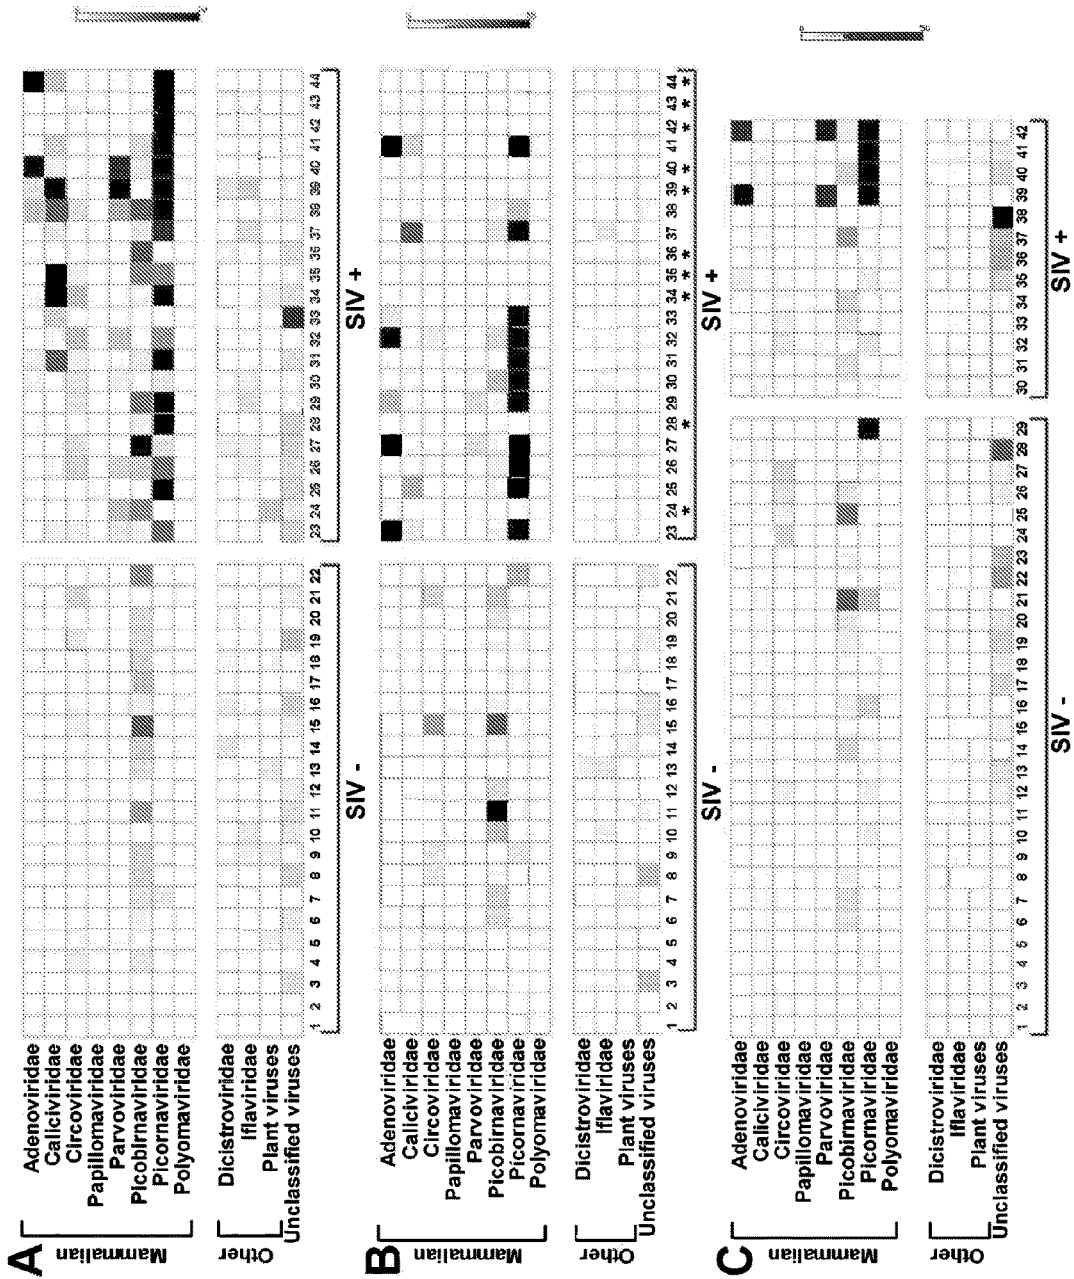 A
Mammalian
Adenoviridae
Caliciviridae
Circoviridae
Papillomaviridae
Parvoviridae
Picobirnaviridae
Picornaviridae
Polyomaviridae
Other
Dicistroviridae
Iflaviridae
Plant viruses
Unclassified viruses
1 2 3 4 5 6 7 8 9 10 11 12 13 14 15 16 17 18 19 20 21 22
23 24 25 26 27 28 29 30 31 32 33 34 35 36 37 38 39 40 41 42 43 44
SIV - SIV +
B
Mammalian
Adenoviridae
Caliciviridae
Circoviridae
Papillomaviridae
Parvoviridae
Picobirnaviridae
Picornaviridae
Polyomaviridae
Other
Dicistroviridae
Iflaviridae
Plant viruses
Unclassified viruses
1 2 3 4 5 6 7 8 9 10 11 12 13 14 15 16 17 18 19 20 21 22
23 24 25 26 27 28 29 30 31 32 33 34 35 36 37 38 39 40 41 42 43 44
* * * * * * * * * *
SIV - SIV +
C
Mammalian
Adenoviridae
Caliciviridae
Circoviridae
Papillomaviridae
Parvoviridae
Picobirnaviridae
Picornaviridae
Polyomaviridae
Other
Dicistroviridae
Iflaviridae
Plant viruses
Unclassified viruses
1 2 3 4 5 6 7 8 9 10 11 12 13 14 15 16 17 18 19 20 21 22 23 24 25 26 27 28 29
30 31 32 33 34 35 36 37 38 39 40 41 42
SIV - SIV +